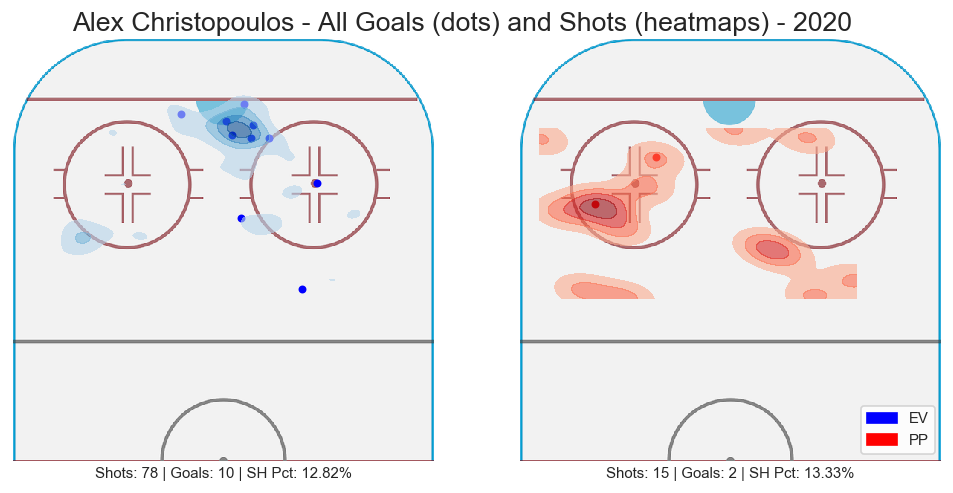 Alex Christopoulos - All Goals (dots) and Shots (heatmaps) - 2020
EV
PP
Shots: 78 | Goals: 10 | SH Pct: 12.82%
Shots: 15 | Goals: 2 | SH Pct: 13.33%